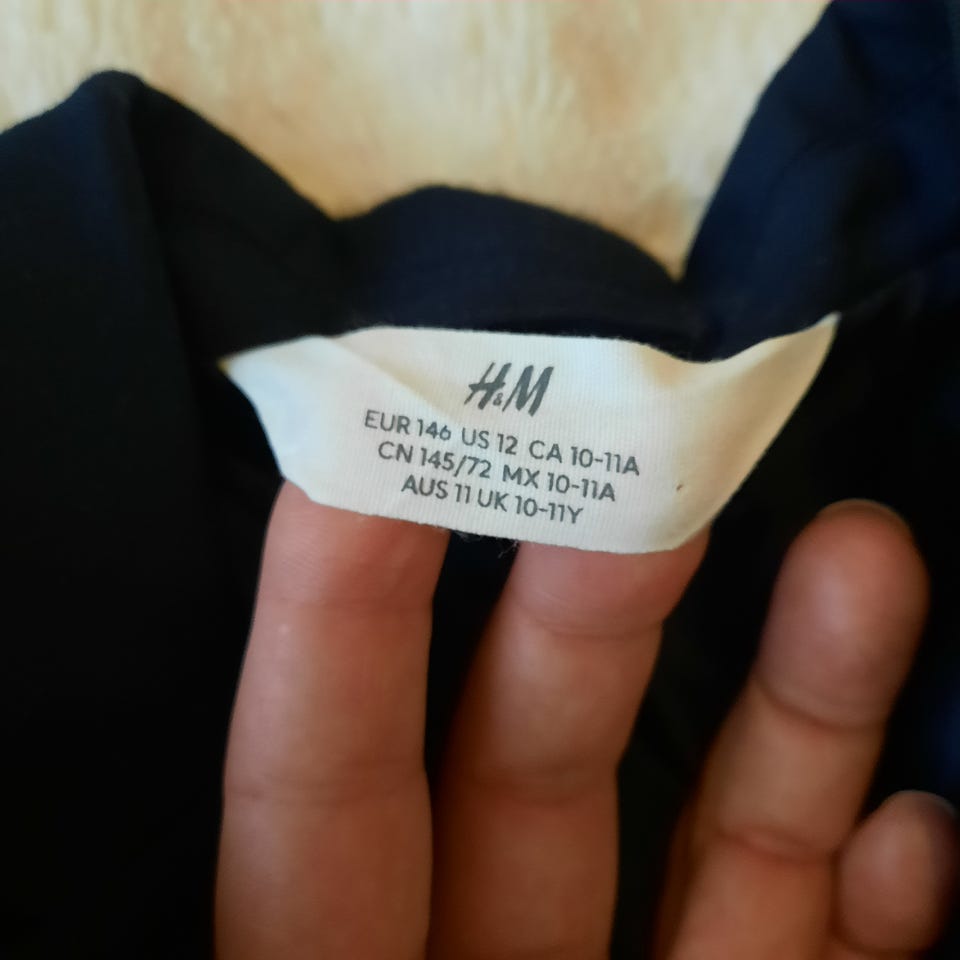 H&M
EUR 146 US 12 CA 10-11A
CN 145/72 MX 10-11A
AUS 11 UK 10-11Y